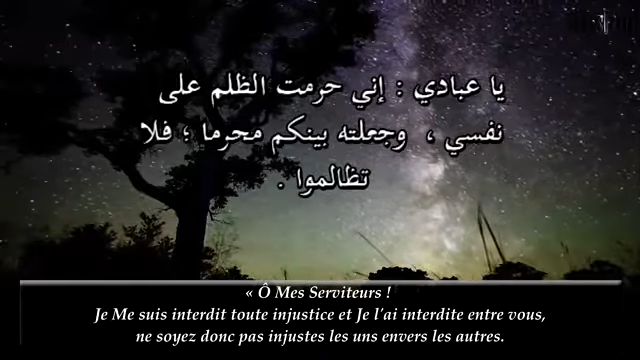 يا عبادي : إني حرمت الظلم على
نفسي ، وجعلته بينكم محرما ؛ فلا
تظالموا .
« Ô Mes Serviteurs !
Je Me suis interdit toute injustice et Je l'ai interdite entre vous,
ne soyez donc pas injustes les uns envers les autres.